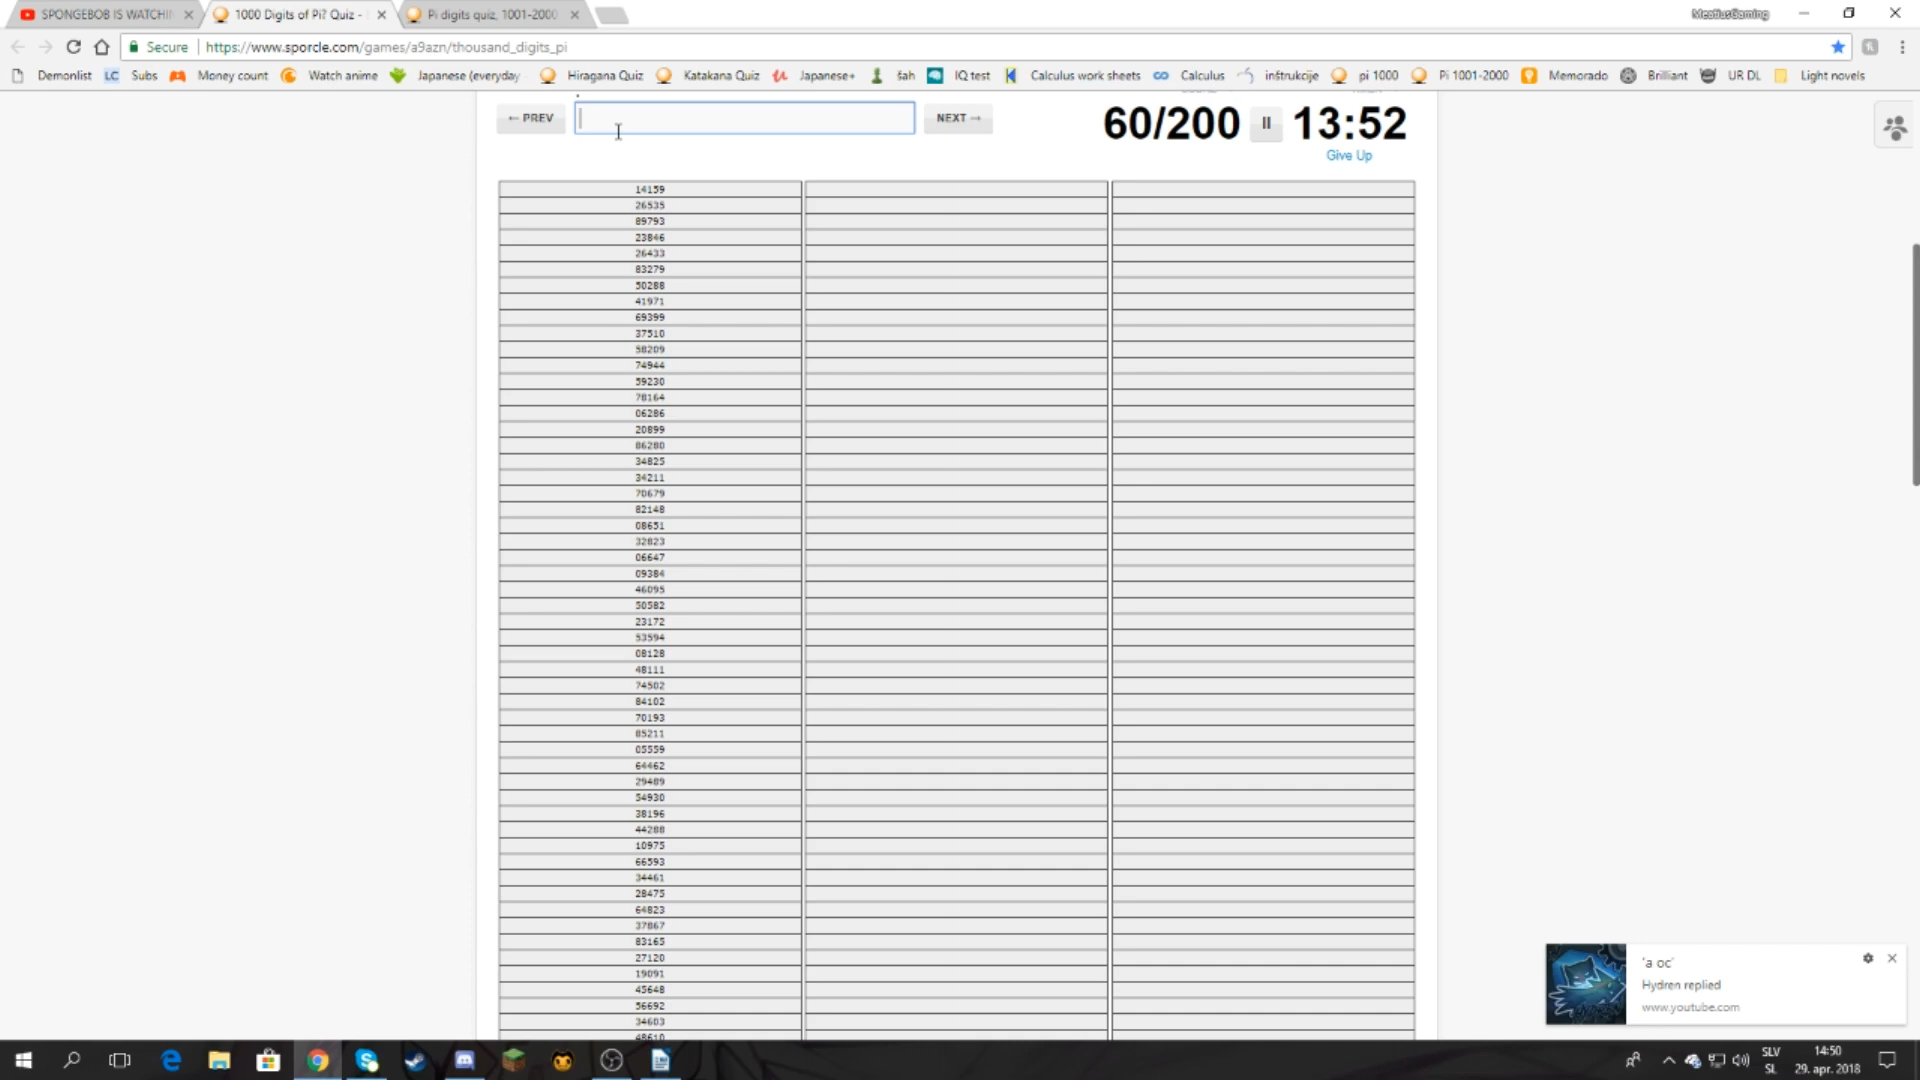 SPONGEBOB IS WATCHIN
1000 Digits of Pi? Quiz -
Pi digits quiz, 1001-2000
MeatiusGaming
Secure
https://www.sporcle.com/games/a9azn/thousand_digits_pi
Demonlist
LC Subs
Money count
Watch anime
Japanese (everyday
Hiragana Quiz
Katakana Quiz
Japanese+
šah
IQ test
Calculus work sheets
Calculus
inštrukcije
pi 1000
Pi 1001-2000
Memorado
Brilliant
UR DL
Light novels
← PREV
NEXT →
60/200
13:52
Give Up
14159
26535
89793
23846
26433
83279
50288
41971
69399
37510
58209
74944
59230
78164
06286
20899
86280
34825
34211
70679
82148
08651
32823
06647
09384
46095
50582
23172
53594
08128
48111
74502
84102
70193
85211
05559
64462
29489
54930
38196
44288
10975
66593
34461
28475
64823
37867
83165
27120
19091
45648
56692
34603
48610
'a oc'
Hydren replied
www.youtube.com
SLV
SL
14:50
29. apr. 2018